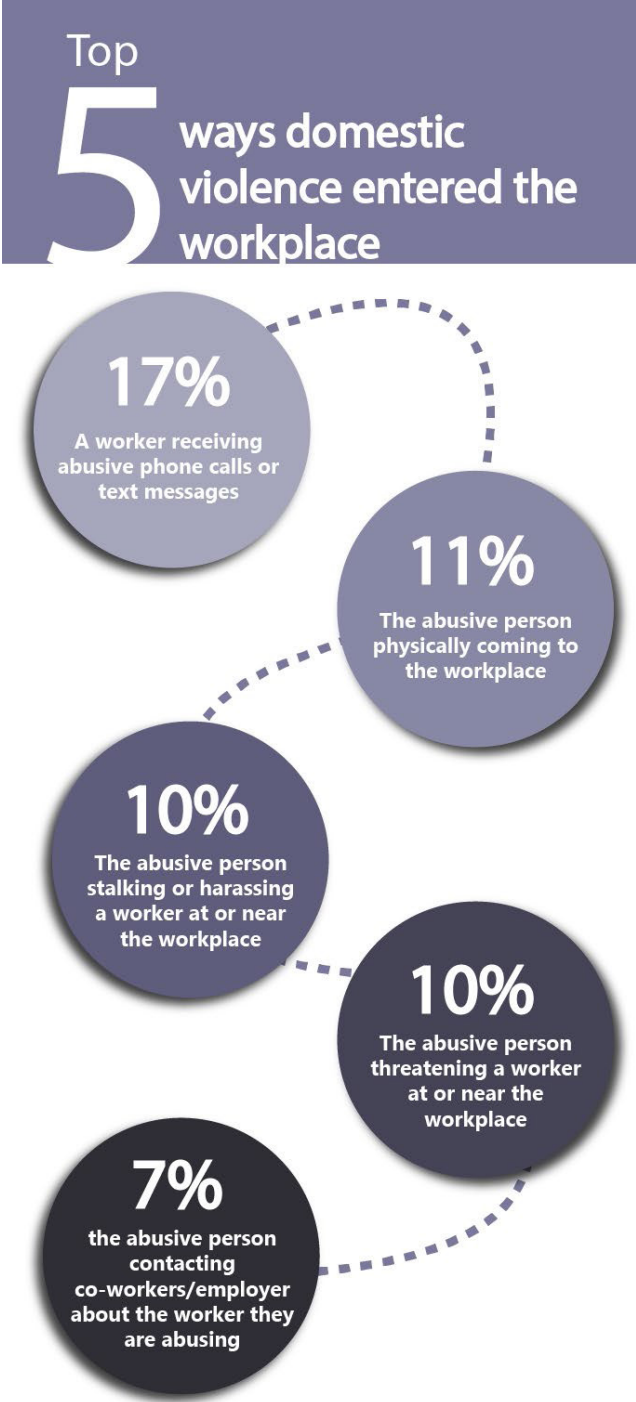 Top
5
ways domestic
violence entered the
workplace
17%
A worker receiving
abusive phone calls or
text messages
11%
The abusive person
physically coming to
the workplace
10%
The abusive person
stalking or harassing
a worker at or near
the workplace
10%
The abusive person
threatening a worker
at or near the
workplace
7%
the abusive person
contacting
co-workers/employer
about the worker they
are abusing